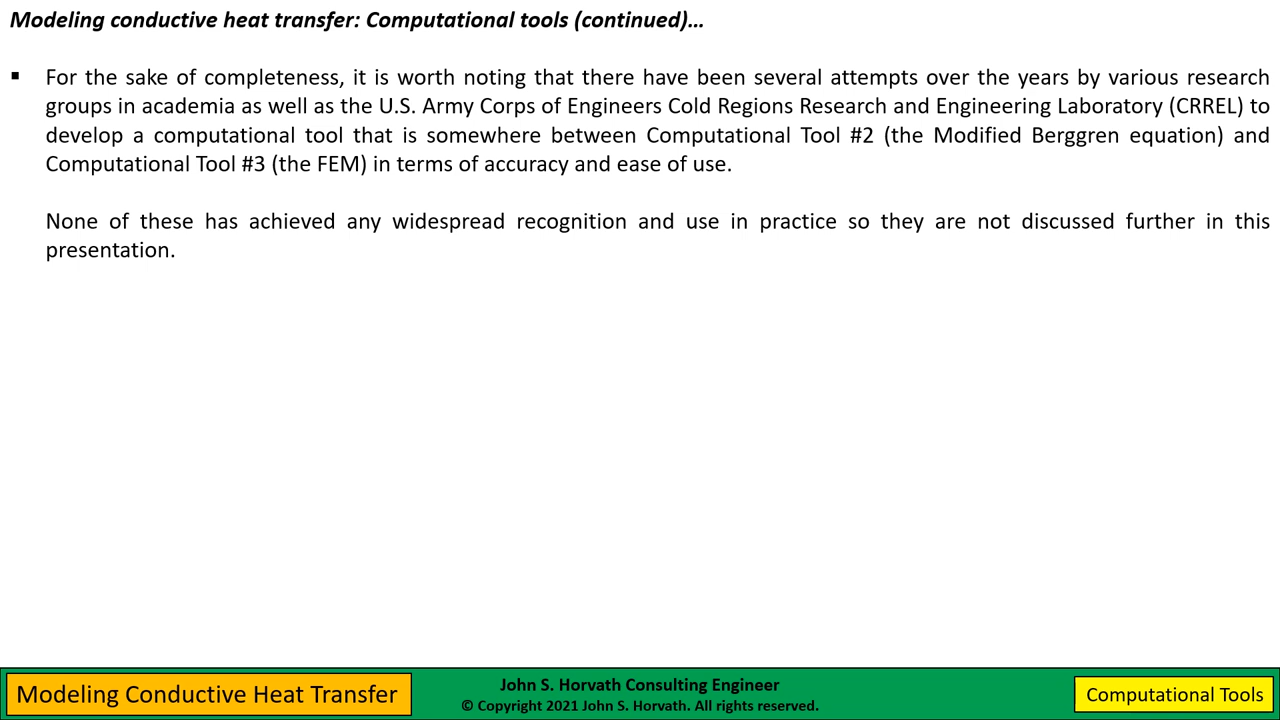 Modeling conductive heat transfer: Computational tools (continued)…
▪ For the sake of completeness, it is worth noting that there have been several attempts over the years by various research
groups in academia as well as the U.S. Army Corps of Engineers Cold Regions Research and Engineering Laboratory (CRREL) to
develop a computational tool that is somewhere between Computational Tool #2 (the Modified Berggren equation) and
Computational Tool #3 (the FEM) in terms of accuracy and ease of use.
None of these has achieved any widespread recognition and use in practice so they are not discussed further in this
presentation.
Modeling Conductive Heat Transfer
John S. Horvath Consulting Engineer
© Copyright 2021 John S. Horvath. All rights reserved.
Computational Tools